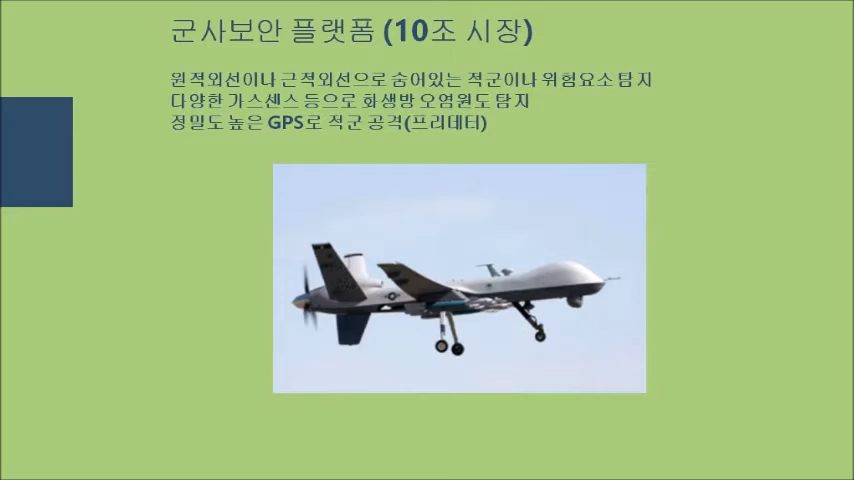 군사보안 플랫폼 (10조 시장)
원적외선이나 근적외선으로 숨어있는 적군이나 위험요소 탐지
다양한 가스센스 등으로 화생방 오염원도 탐지
정밀도 높은 GPS로 적군 공격(프리데터)